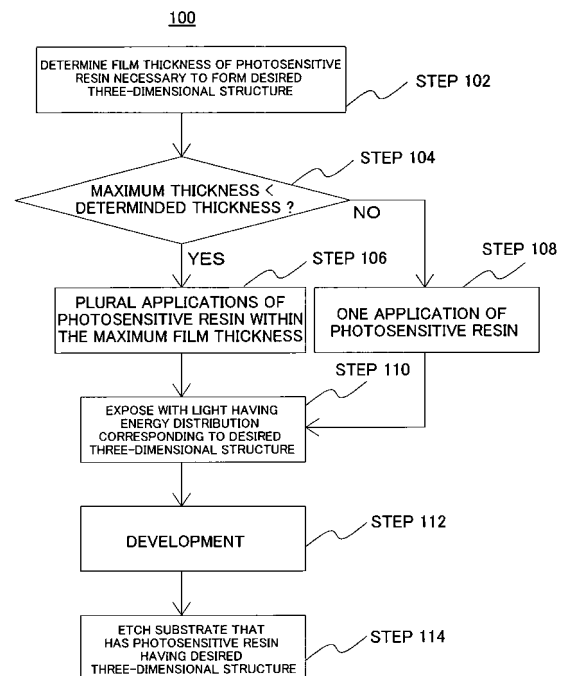 100
DETERMINE FILM THICKNESS OF PHOTOSENSITIVE
RESIN NECESSARY TO FORM DESIRED
THREE-DIMENSIONAL STRUCTURE
STEP 102
STEP 104
MAXIMUM THICKNESS <
DETERMINDED THICKNESS ?
NO
YES
STEP 106
STEP 108
PLURAL APPLICATIONS OF
PHOTOSENSITIVE RESIN WITHIN
THE MAXIMUM FILM THICKNESS
ONE APPLICATION OF
PHOTOSENSITIVE RESIN
STEP 110
EXPOSE WITH LIGHT HAVING
ENERGY DISTRIBUTION
CORRESPONDING TO DESIRED
THREE-DIMENSIONAL STRUCTURE
STEP 112
DEVELOPMENT
ETCH SUBSTRATE THAT
HAS PHOTOSENSITIVE RESIN
HAVING DESIRED
THREE-DIMENSIONAL STRUCTURE
STEP 114